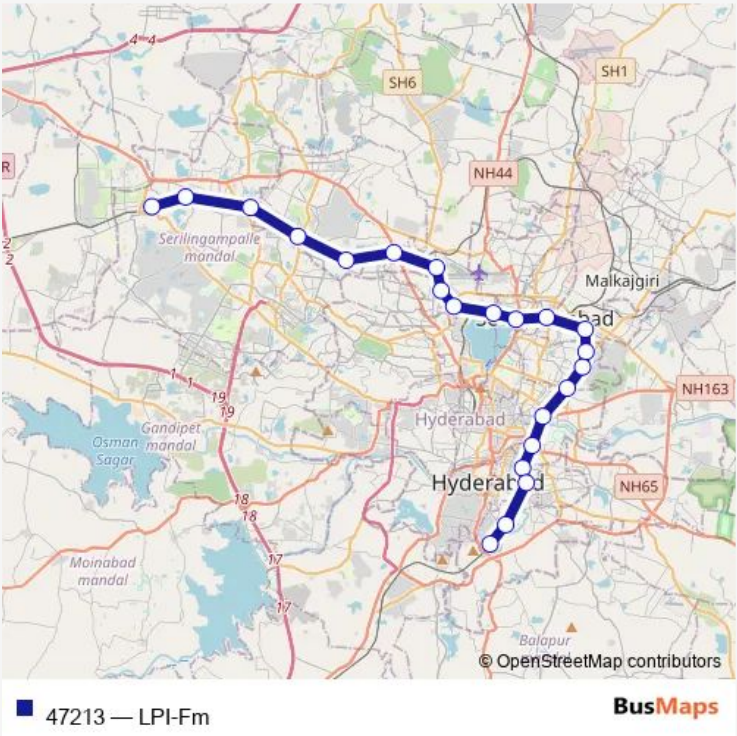 4 4
SH6
SH1
R
NH44
2
2
Serilingampalle
mandal
Malkajgiri
bad
1 1
19
19
NH163
Hyderabad
Gandipet
mandal
Osman
Sagar
Hyderabad
NH65
18
18
17
Moinabad
mandal
17
Balapur
© OpenStreetMap contributors
47213 — LPI-Fm
BusMaps